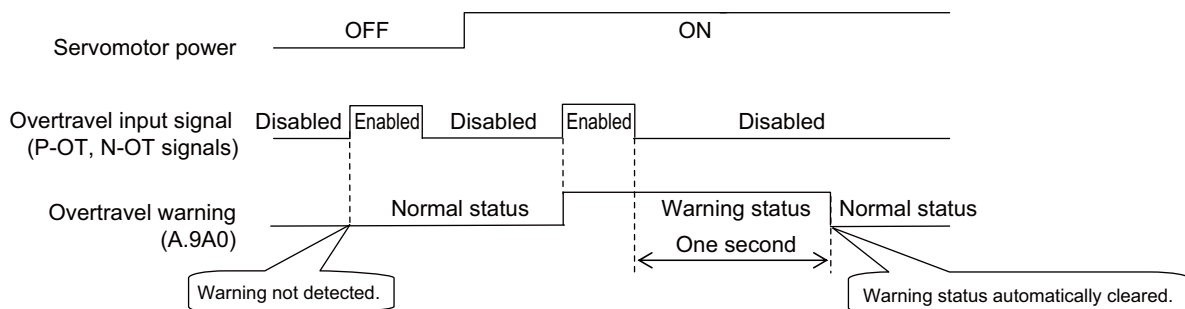 Servomotor power
OFF
ON
Overtravel input signal
(P-OT, N-OT signals)
Disabled
Enabled
Disabled
Enabled
Disabled
Overtravel warning
(A.9A0)
Normal status
Warning status
Normal status
One second
Warning not detected.
Warning status automatically cleared.